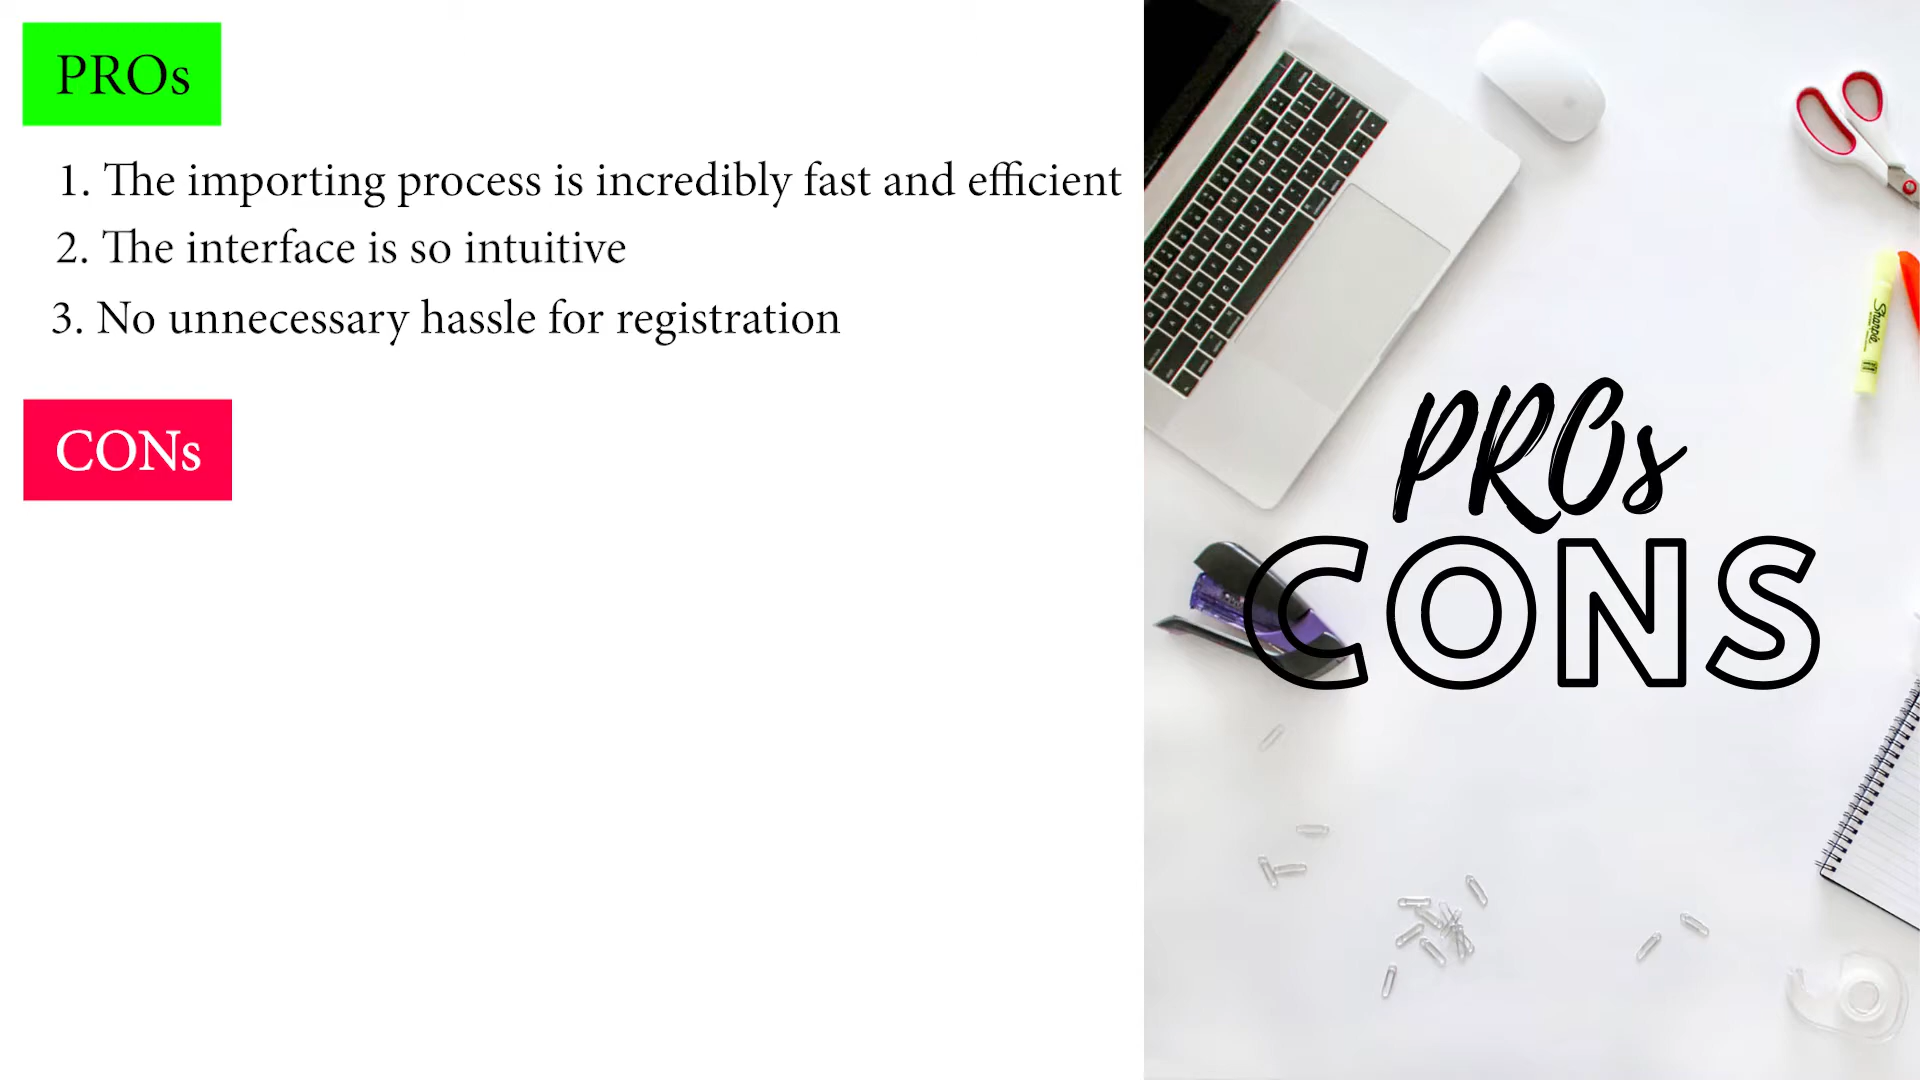 PROs
1. The importing process is incredibly fast and efficient
2. The interface is so intuitive
3. No unnecessary hassle for registration
CONs
PROs
CONS
Sharpie